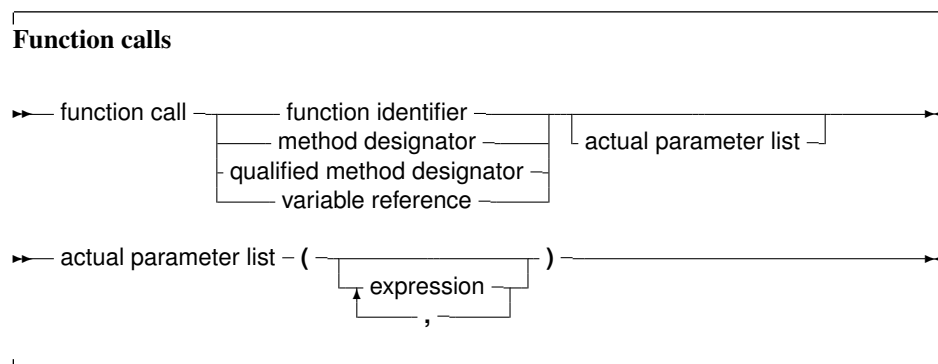 Function calls
function call function identifier
method designator actual parameter list
qualified method designator
variable reference
actual parameter list ( )
expression
,